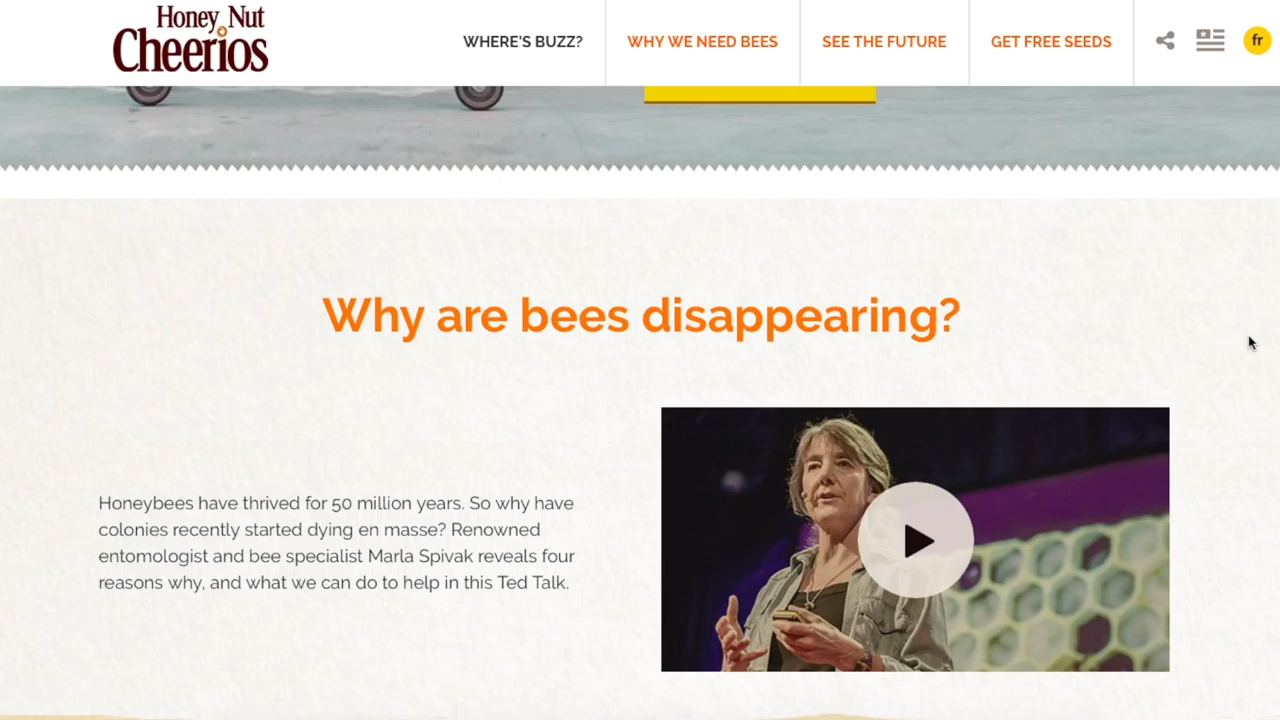 Honey Nut
Cheerios
WHERE'S BUZZ?
WHY WE NEED BEES
SEE THE FUTURE
GET FREE SEEDS
fr
Why are bees disappearing?
Honeybees have thrived for 50 million years. So why have
colonies recently started dying en masse? Renowned
entomologist and bee specialist Marla Spivak reveals four
reasons why, and what we can do to help in this Ted Talk.